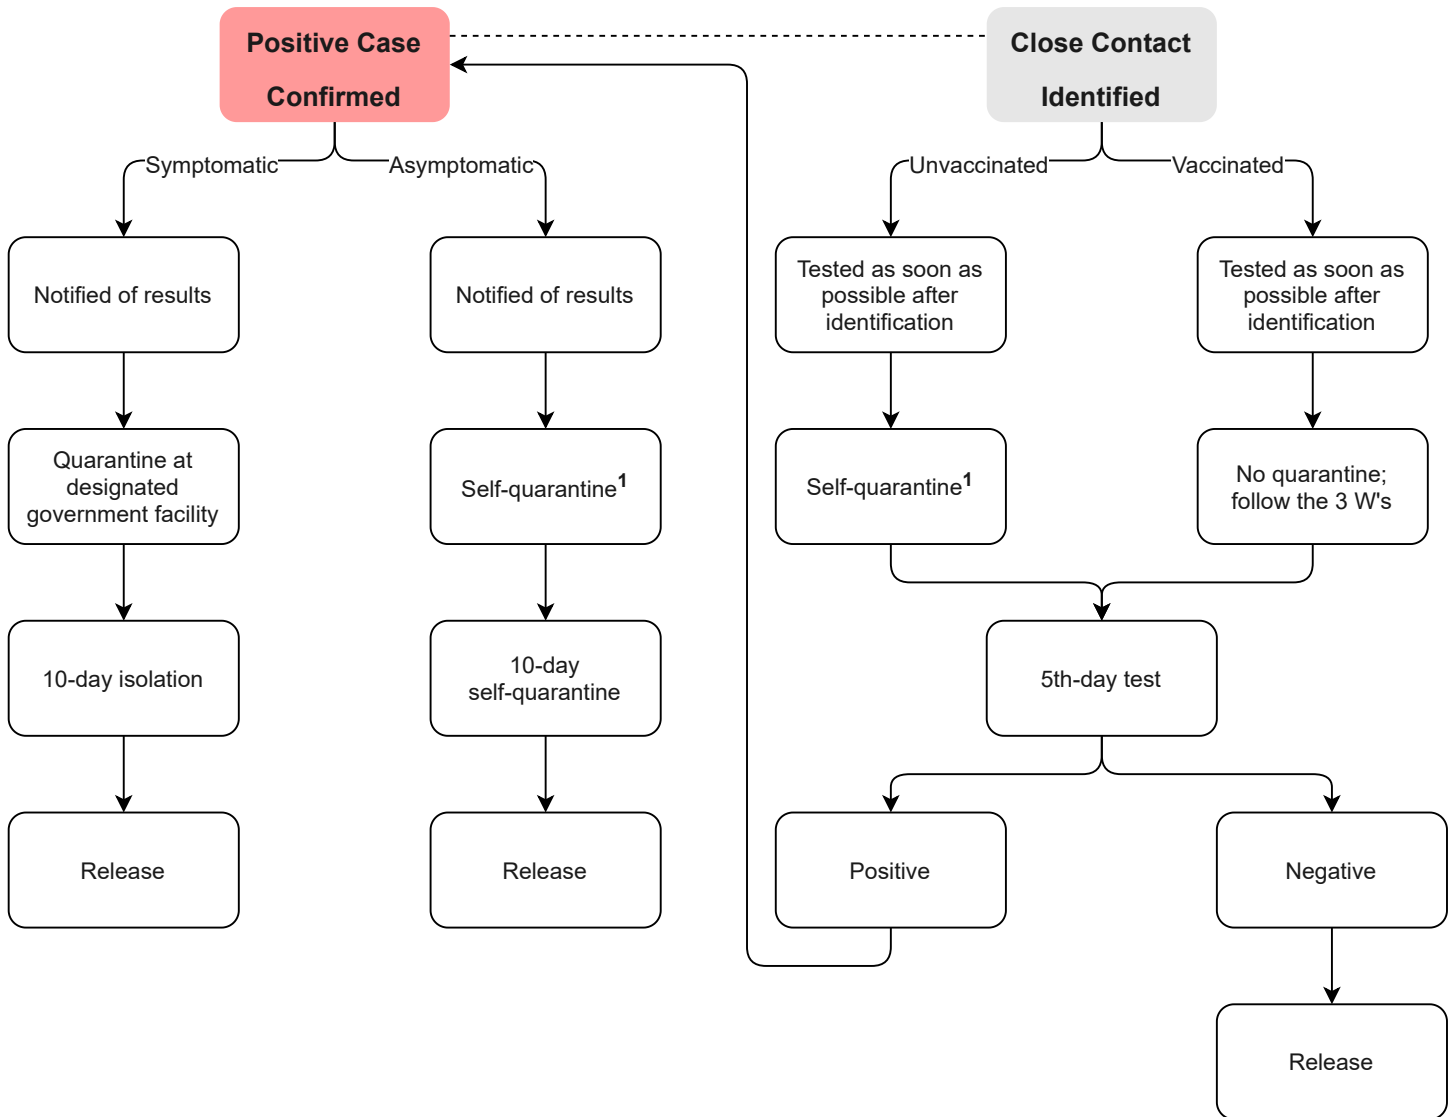 Positive Case
Confirmed
Close Contact
Identified
Symptomatic
Asymptomatic
Unvaccinated
Vaccinated
Notified of results
Notified of results
Tested as soon as
possible after
identification
Tested as soon as
possible after
identification
Quarantine at
designated
government facility
Self-quarantine¹
Self-quarantine¹
No quarantine;
follow the 3 W's
10-day isolation
10-day
self-quarantine
5th-day test
Release
Release
Positive
Negative
Release